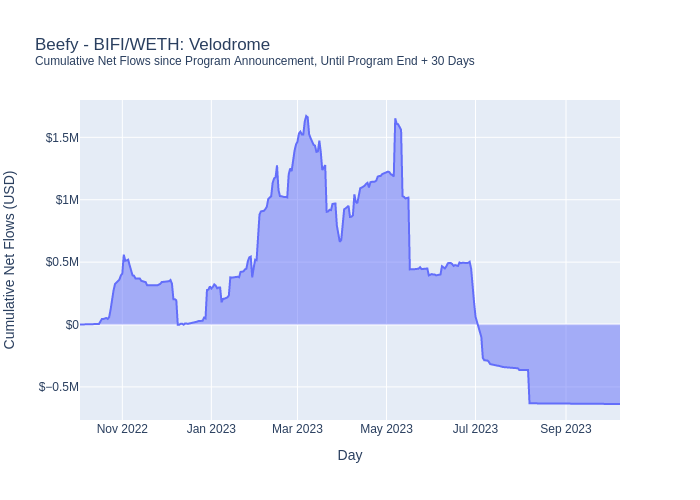 Beefy - BIFI/WETH: Velodrome
Cumulative Net Flows since Program Announcement, Until Program End + 30 Days
Cumulative Net Flows (USD)
$1.5M
$1M
$0.5M
$0
$−0.5M
Nov 2022
Jan 2023
Mar 2023
May 2023
Jul 2023
Sep 2023
Day